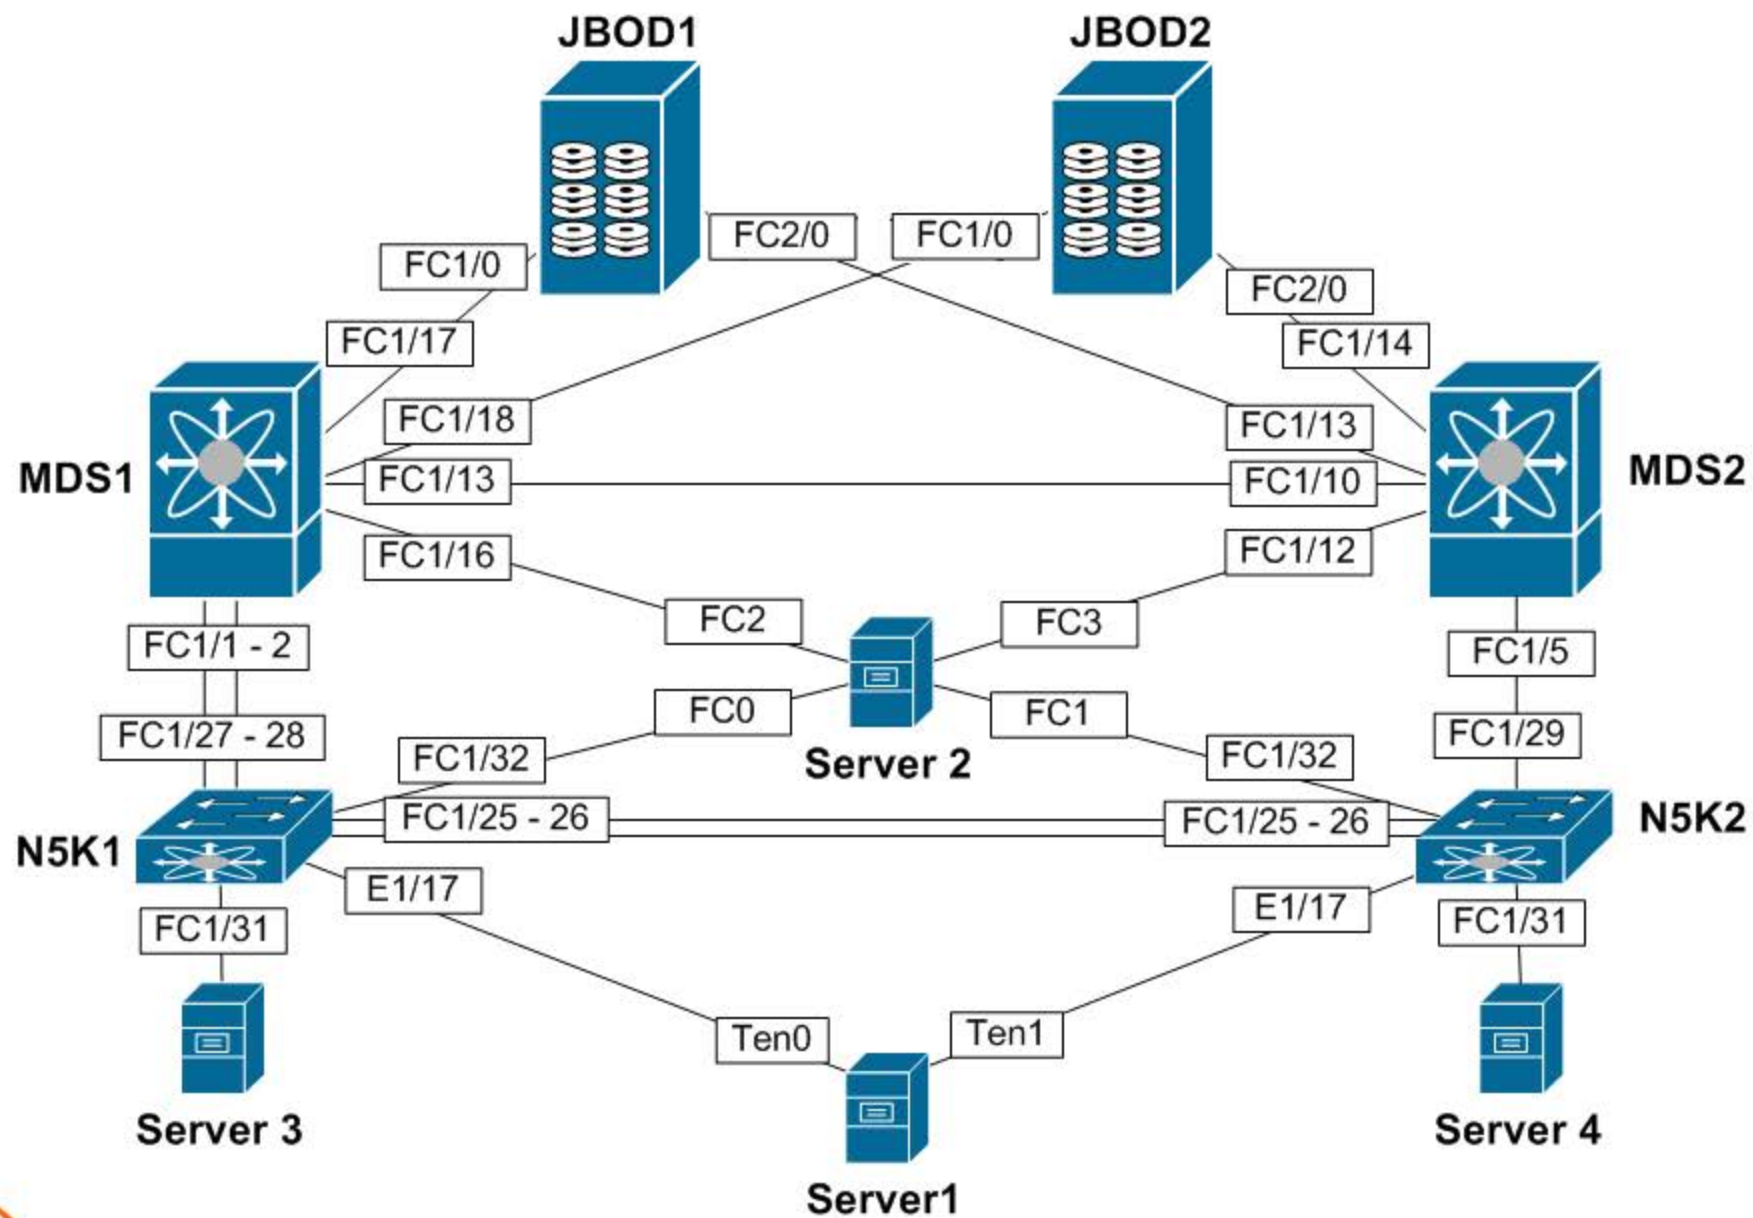 JBOD1
JBOD2
FC2/0
FC1/0
FC1/0
FC2/0
FC1/17
FC1/14
FC1/18
FC1/13
MDS1
FC1/13
FC1/10
MDS2
FC1/16
FC1/12
FC2
FC3
FC1/1 - 2
FC1/5
FC0
FC1
FC1/27 - 28
FC1/29
FC1/32
Server 2
FC1/32
N5K1
FC1/25 - 26
FC1/25 - 26
N5K2
E1/17
E1/17
FC1/31
FC1/31
Ten0
Ten1
Server 3
Server 4
Server1